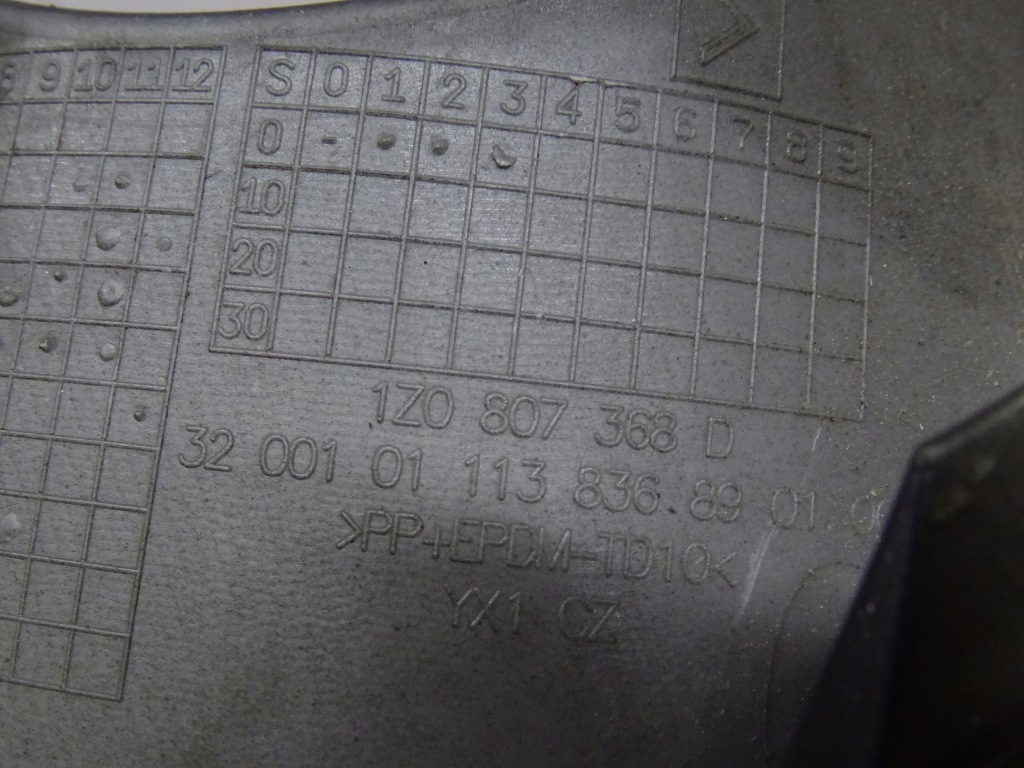 8 9 10 11 12
S 0 1 2 3 4 5 6 7 8 9
0 -
10
20
30
1Z0 807 368 D
32 001 01 113 836 89 01.0
>PP+EPDM-TD10<
YX1 CZ